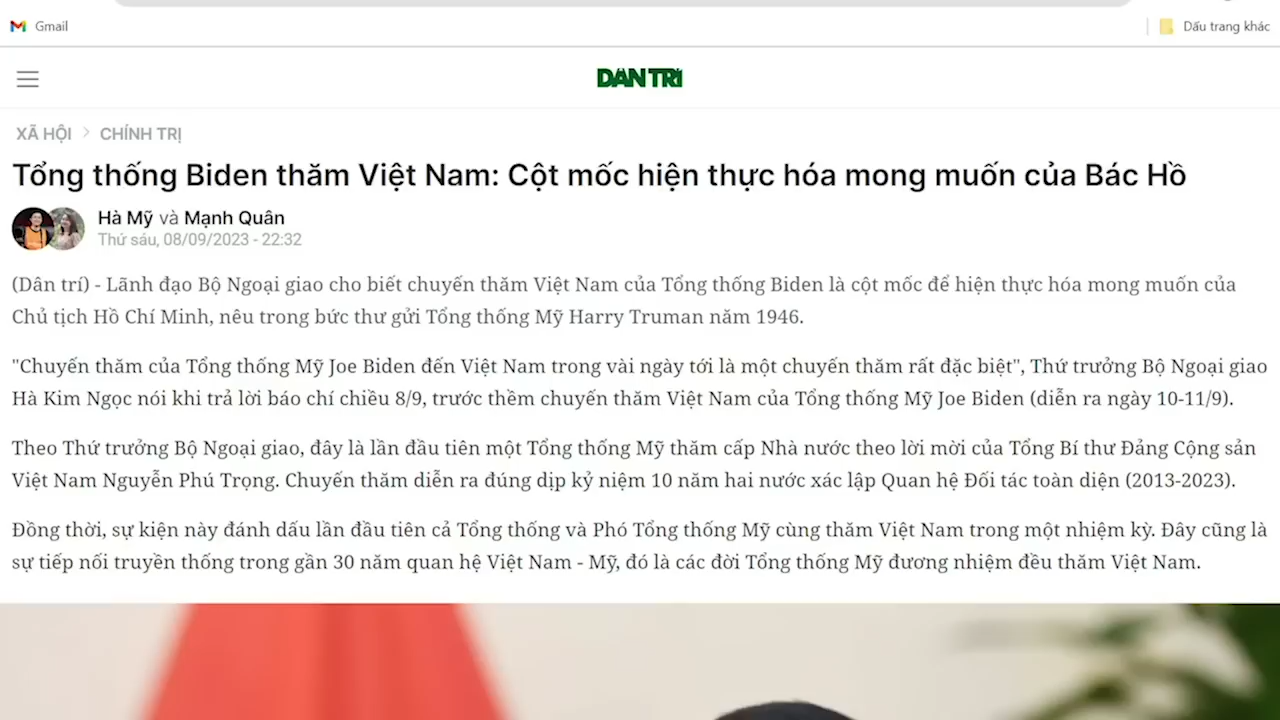 Gmail
Dấu trang khác
DÂN TRÍ
XÃ HỘI > CHÍNH TRỊ
Tổng thống Biden thăm Việt Nam: Cột mốc hiện thực hóa mong muốn của Bác Hồ
Hà Mỹ và Mạnh Quân
Thứ sáu, 08/09/2023 - 22:32
(Dân trí) - Lãnh đạo Bộ Ngoại giao cho biết chuyến thăm Việt Nam của Tổng thống Biden là cột mốc để hiện thực hóa mong muốn của
Chủ tịch Hồ Chí Minh, nêu trong bức thư gửi Tổng thống Mỹ Harry Truman năm 1946.
"Chuyến thăm của Tổng thống Mỹ Joe Biden đến Việt Nam trong vài ngày tới là một chuyến thăm rất đặc biệt", Thứ trưởng Bộ Ngoại giao
Hà Kim Ngọc nói khi trả lời báo chí chiều 8/9, trước thềm chuyến thăm Việt Nam của Tổng thống Mỹ Joe Biden (diễn ra ngày 10-11/9).
Theo Thứ trưởng Bộ Ngoại giao, đây là lần đầu tiên một Tổng thống Mỹ thăm cấp Nhà nước theo lời mời của Tổng Bí thư Đảng Cộng sản
Việt Nam Nguyễn Phú Trọng. Chuyến thăm diễn ra đúng dịp kỷ niệm 10 năm hai nước xác lập Quan hệ Đối tác toàn diện (2013-2023).
Đồng thời, sự kiện này đánh dấu lần đầu tiên cả Tổng thống và Phó Tổng thống Mỹ cùng thăm Việt Nam trong một nhiệm kỳ. Đây cũng là
sự tiếp nối truyền thống trong gần 30 năm quan hệ Việt Nam - Mỹ, đó là các đời Tổng thống Mỹ đương nhiệm đều thăm Việt Nam.